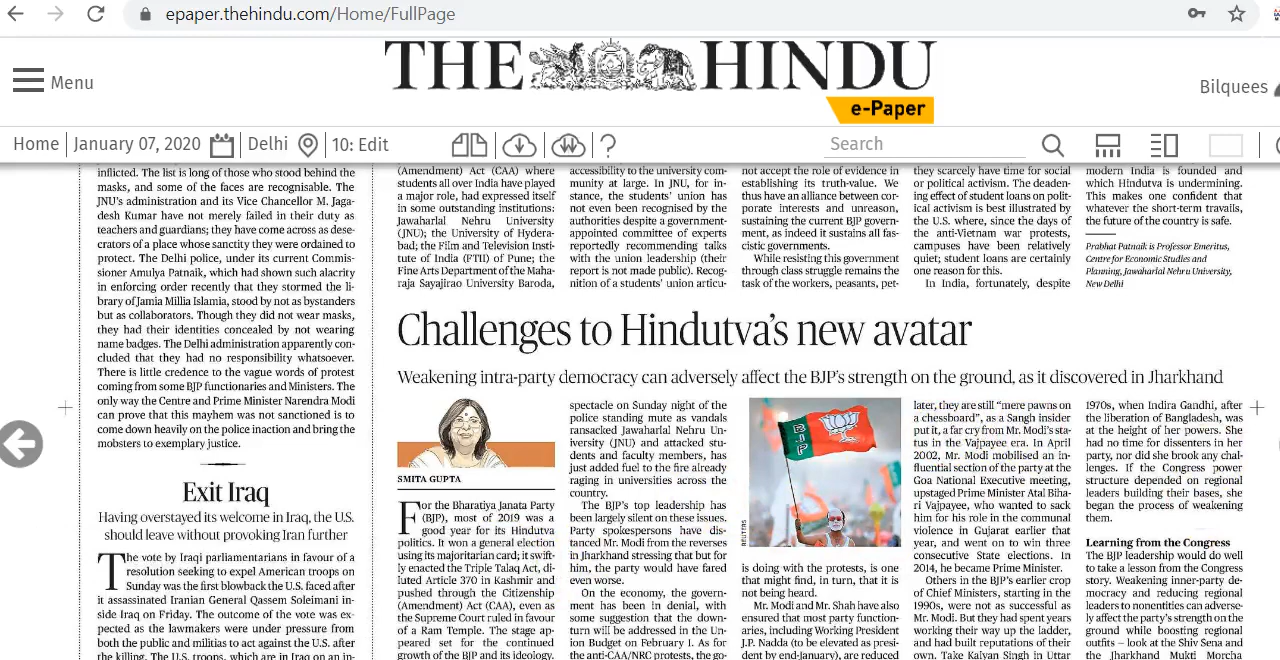 epaper.thehindu.com/Home/FullPage
Menu
THE HINDU
e-Paper
Bilquees
Home
January 07, 2020
Delhi
10: Edit
?
Search
inflicted. The list is long of those who stood behind the
masks, and some of the faces are recognisable. The
JNU's administration and its Vice Chancellor M. Jaga-
desh Kumar have not merely failed in their duty as
teachers and guardians; they have come across as dese-
crators of a place whose sanctity they were ordained to
protect. The Delhi police, under its current Commis-
sioner Amulya Patnaik, which had shown such alacrity
in enforcing order recently that they stormed the li-
brary of Jamia Millia Islamia, stood by not as bystanders
but as collaborators. Though they did not wear masks,
they had their identities concealed by not wearing
name badges. The Delhi administration apparently con-
cluded that they had no responsibility whatsoever.
There is little credence to the vague words of protest
coming from some BJP functionaries and Ministers. The
only way the Centre and Prime Minister Narendra Modi
can prove that this mayhem was not sanctioned is to
come down heavily on the police inaction and bring the
mobsters to exemplary justice.
Exit Iraq
Having overstayed its welcome in Iraq, the U.S.
should leave without provoking Iran further
The vote by Iraqi parliamentarians in favour of a
resolution seeking to expel American troops on
Sunday was the first blowback the U.S. faced after
it assassinated Iranian General Qassem Soleimani in-
side Iraq on Friday. The outcome of the vote was ex-
pected as the lawmakers were under pressure from
both the public and militias to act against the U.S. after
the killing. The U.S. troops, which are in Iraq on an in-
(Amendment) Act (CAA) where
students all over India have played
a major role, had expressed itself
in some outstanding institutions:
Jawaharlal Nehru University
(JNU); the University of Hydera-
bad; the Film and Television Insti-
tute of India (FTII) of Pune; the
Fine Arts Department of the Maha-
raja Sayajirao University Baroda,
accessibility to the university com-
munity at large. In JNU, for in-
stance, the students' union has
not even been recognised by the
authorities despite a government-
appointed committee of experts
reportedly recommending talks
with the union leadership (their
report is not made public). Recog-
nition of a students' union articu-
not accept the role of evidence in
establishing its truth-value. We
thus have an alliance between cor-
porate interests and unreason,
sustaining the current BJP govern-
ment, as indeed it sustains all fas-
cistic governments.
While resisting this government
through class struggle remains the
task of the workers, peasants, pet-
they scarcely have time for social
or political activism. The deaden-
ing effect of student loans on polit-
ical activism is best illustrated by
the U.S. where, since the days of
the anti-Vietnam war protests,
campuses have been relatively
quiet; student loans are certainly
one reason for this.
In India, fortunately, despite
modern India is founded and
which Hindutva is undermining.
This makes one confident that
whatever the short-term travails,
the future of the country is safe.
Prabhat Patnaik is Professor Emeritus,
Centre for Economic Studies and
Planning, Jawaharlal Nehru University,
New Delhi
Challenges to Hindutva's new avatar
Weakening intra-party democracy can adversely affect the BJP's strength on the ground, as it discovered in Jharkhand
SMITA GUPTA
For the Bharatiya Janata Party
(BJP), most of 2019 was a
good year for its Hindutva
politics. It won a general election
using its majoritarian card; it swift-
ly enacted the Triple Talaq Act, di-
luted Article 370 in Kashmir and
pushed through the Citizenship
(Amendment) Act (CAA), even as
the Supreme Court ruled in favour
of a Ram Temple. The stage ap-
peared set for the continued
growth of the BJP and its ideology.
spectacle on Sunday night of the
police standing mute as vandals
ransacked Jawaharlal Nehru Un-
iversity (JNU) and attacked stu-
dents and faculty members, has
just added fuel to the fire already
raging in universities across the
country.
The BJP's top leadership has
been largely silent on these issues.
Party spokespersons have dis-
tanced Mr. Modi from the reverses
in Jharkhand stressing that but for
him, the party would have fared
even worse.
On the economy, the govern-
ment has been in denial, with
some suggestion that the down-
turn will be addressed in the Un-
ion Budget on February 1. As for
the anti-CAA/NRC protests, the go-
BJP
REUTERS
is doing with the protests, is one
that might find, in turn, that it is
not being heard.
Mr. Modi and Mr. Shah have also
ensured that most party function-
aries, including Working President
J.P. Nadda (to be elevated as presi-
dent by end-January), are reduced
later, they are still "mere pawns on
a chessboard", as a Sangh insider
put it, a far cry from Mr. Modi's sta-
tus in the Vajpayee era. In April
2002, Mr. Modi mobilised an in-
fluential section of the party at the
Goa National Executive meeting,
upstaged Prime Minister Atal Biha-
ri Vajpayee, who wanted to sack
him for his role in the communal
violence in Gujarat earlier that
year, and went on to win three
consecutive State elections. In
2014, he became Prime Minister.
Others in the BJP's earlier crop
of Chief Ministers, starting in the
1990s, were not as successful as
Mr. Modi. But they had spent years
working their way up the ladder,
and had built reputations of their
own. Take Kalyan Singh in Uttar
1970s, when Indira Gandhi, after
the liberation of Bangladesh, was
at the height of her powers. She
had no time for dissenters in her
party, nor did she brook any chal-
lenges. If the Congress power
structure depended on regional
leaders building their bases, she
began the process of weakening
them.
Learning from the Congress
The BJP leadership would do well
to take a lesson from the Congress
story. Weakening inner-party de-
mocracy and reducing regional
leaders to nonentities can adverse-
ly affect the party's strength on the
ground while boosting regional
outfits – look at the Shiv Sena and
the Jharkhand Mukti Morcha